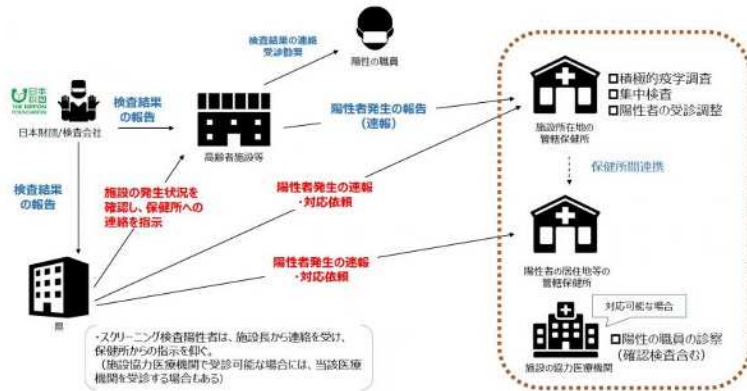 検査結果の連絡
受診勧奨
陽性の職員
日本
財団
THE NIPPON
FOUNDATION
日本財団/検査会社
検査結果
の報告
高齢者施設等
陽性者発生の報告
(速報)
施設所在地の
管轄保健所
□積極的疫学調査
□集中検査
□陽性者の受診調整
検査結果
の報告
施設の発生状況を
確認し、保健所への
連絡を指示
陽性者発生の速報
・対応依頼
保健所間連携
陽性者発生の速報
・対応依頼
陽性者の居住地等の
管轄保健所
県
対応可能な場合
施設の協力医療機関
□陽性の職員の診察
(確認検査含む)
・スクリーニング検査陽性者は、施設長から連絡を受け、
保健所からの指示を仰ぐ。
(施設協力医療機関で受診可能な場合には、当該医療
機関を受診する場合もある)